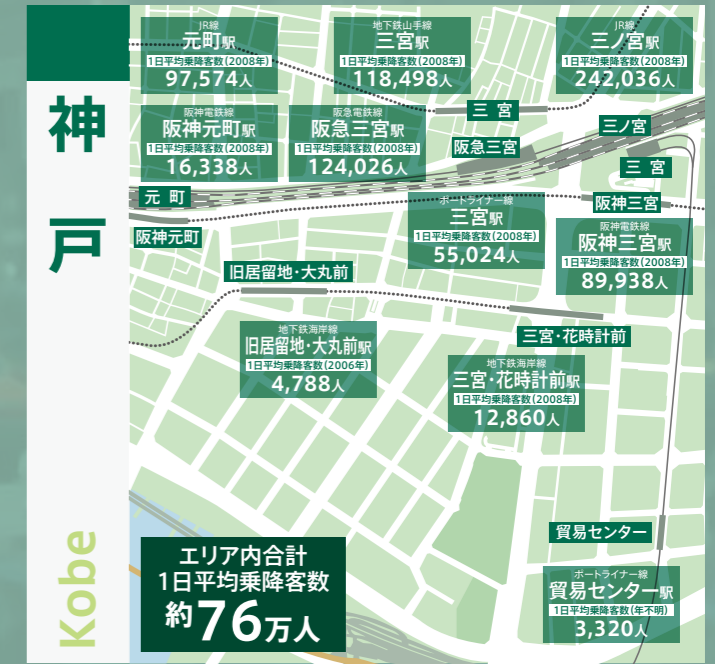 神戸
Kobe
JR線
元町駅
1日平均乗降客数(2008年)
97,574人
地下鉄山手線
三宮駅
1日平均乗降客数(2008年)
118,498人
JR線
三ノ宮駅
1日平均乗降客数(2008年)
242,036人
阪神電鉄線
阪神元町駅
1日平均乗降客数(2008年)
16,338人
阪急電鉄線
阪急三宮駅
1日平均乗降客数(2008年)
124,026人
三宮
三ノ宮
阪急三宮
三宮
元町
阪神三宮
阪神元町
ポートライナー線
三宮駅
1日平均乗降客数(2008年)
55,024人
阪神電鉄線
阪神三宮駅
1日平均乗降客数(2008年)
89,938人
旧居留地・大丸前
三宮・花時計前
地下鉄海岸線
旧居留地・大丸前駅
1日平均乗降客数(2006年)
4,788人
地下鉄海岸線
三宮・花時計前駅
1日平均乗降客数(2008年)
12,860人
貿易センター
ポートライナー線
貿易センター駅
1日平均乗降客数(年不明)
3,320人
エリア内合計
1日平均乗降客数
約76万人